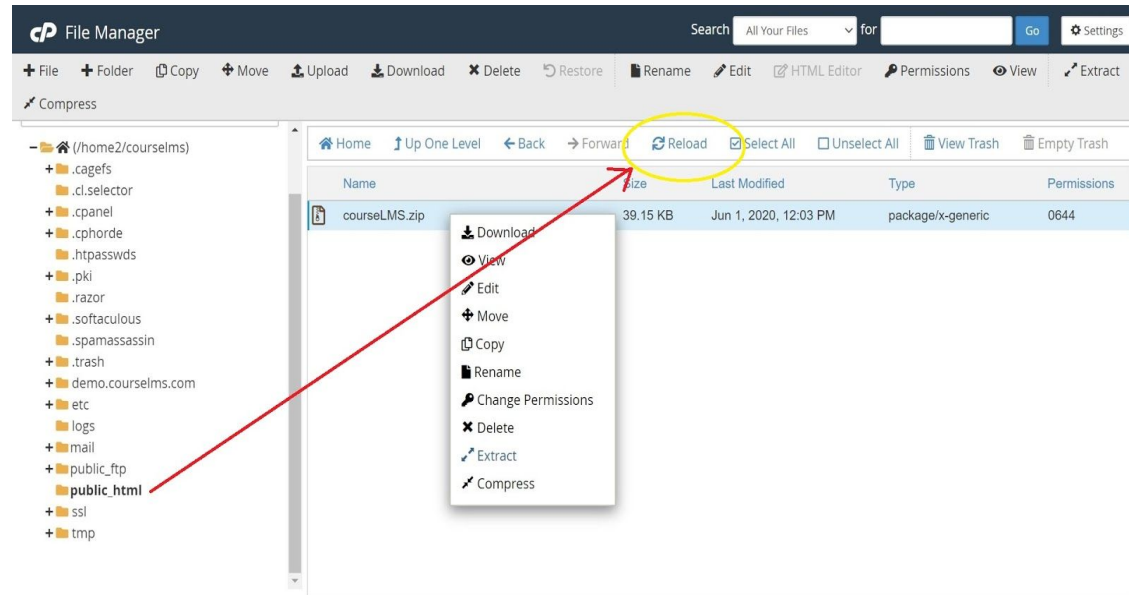 cP File Manager
Search All Your Files for Go Settings
File Folder Copy Move Upload Download Delete Restore Rename Edit HTML Editor Permissions View Extract
Compress
Home Up One Level Back Forward Reload Select All Unselect All View Trash Empty Trash
Name Size Last Modified Type Permissions
courseLMS.zip 39.15 KB Jun 1, 2020, 12:03 PM package/x-generic 0644
(/home2/courselms)
.cagefs
.cl.selector
.cpanel
.cphorde
.htpasswds
.pki
.razor
.softaculous
.spamassassin
.trash
demo.courselms.com
etc
logs
mail
public_ftp
public_html
ssl
tmp
Download
View
Edit
Move
Copy
Rename
Change Permissions
Delete
Extract
Compress